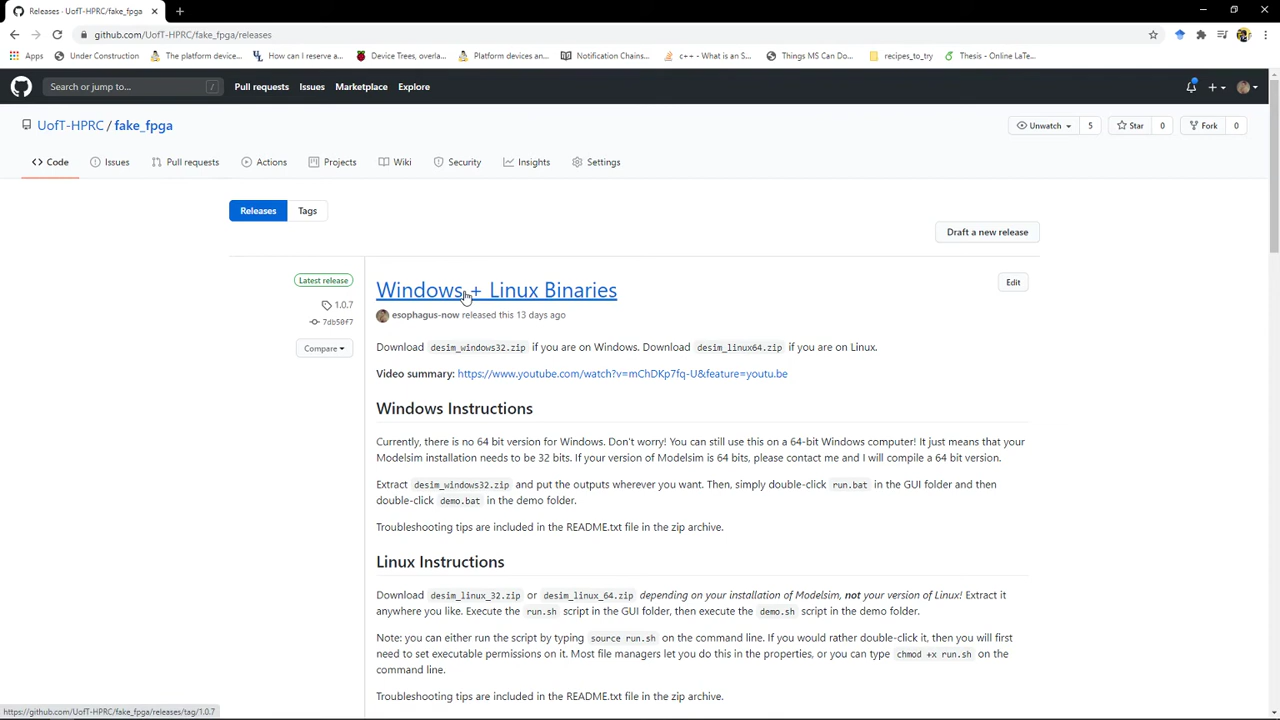 Releases · UofT-HPRC/fake_fpga
github.com/UofT-HPRC/fake_fpga/releases
Apps Under Construction The platform device... How can I reserve a... Device Trees, overla... Platform devices an... Notification Chains... c++ - What is an S... Things MS Can Do... recipes_to_try Thesis - Online LaTe...
Search or jump to... / Pull requests Issues Marketplace Explore
UofT-HPRC / fake_fpga Unwatch 5 Star 0 Fork 0
Code Issues Pull requests Actions Projects Wiki Security Insights Settings
Releases Tags
Draft a new release
Latest release
1.0.7
7db50f7
Compare
Windows + Linux Binaries
Edit
esophagus-now released this 13 days ago
Download desim_windows32.zip if you are on Windows. Download desim_linux64.zip if you are on Linux.
Video summary: https://www.youtube.com/watch?v=mChDKp7fq-U&feature=youtu.be
Windows Instructions
Currently, there is no 64 bit version for Windows. Don't worry! You can still use this on a 64-bit Windows computer! It just means that your
Modelsim installation needs to be 32 bits. If your version of Modelsim is 64 bits, please contact me and I will compile a 64 bit version.
Extract desim_windows32.zip and put the outputs wherever you want. Then, simply double-click run.bat in the GUI folder and then
double-click demo.bat in the demo folder.
Troubleshooting tips are included in the README.txt file in the zip archive.
Linux Instructions
Download desim_linux_32.zip or desim_linux_64.zip depending on your installation of Modelsim, not your version of Linux! Extract it
anywhere you like. Execute the run.sh script in the GUI folder, then execute the demo.sh script in the demo folder.
Note: you can either run the script by typing source run.sh on the command line. If you would rather double-click it, then you will first
need to set executable permissions on it. Most file managers let you do this in the properties, or you can type chmod +x run.sh on the
command line.
Troubleshooting tips are included in the README.txt file in the zip archive.
https://github.com/UofT-HPRC/fake_fpga/releases/tag/1.0.7